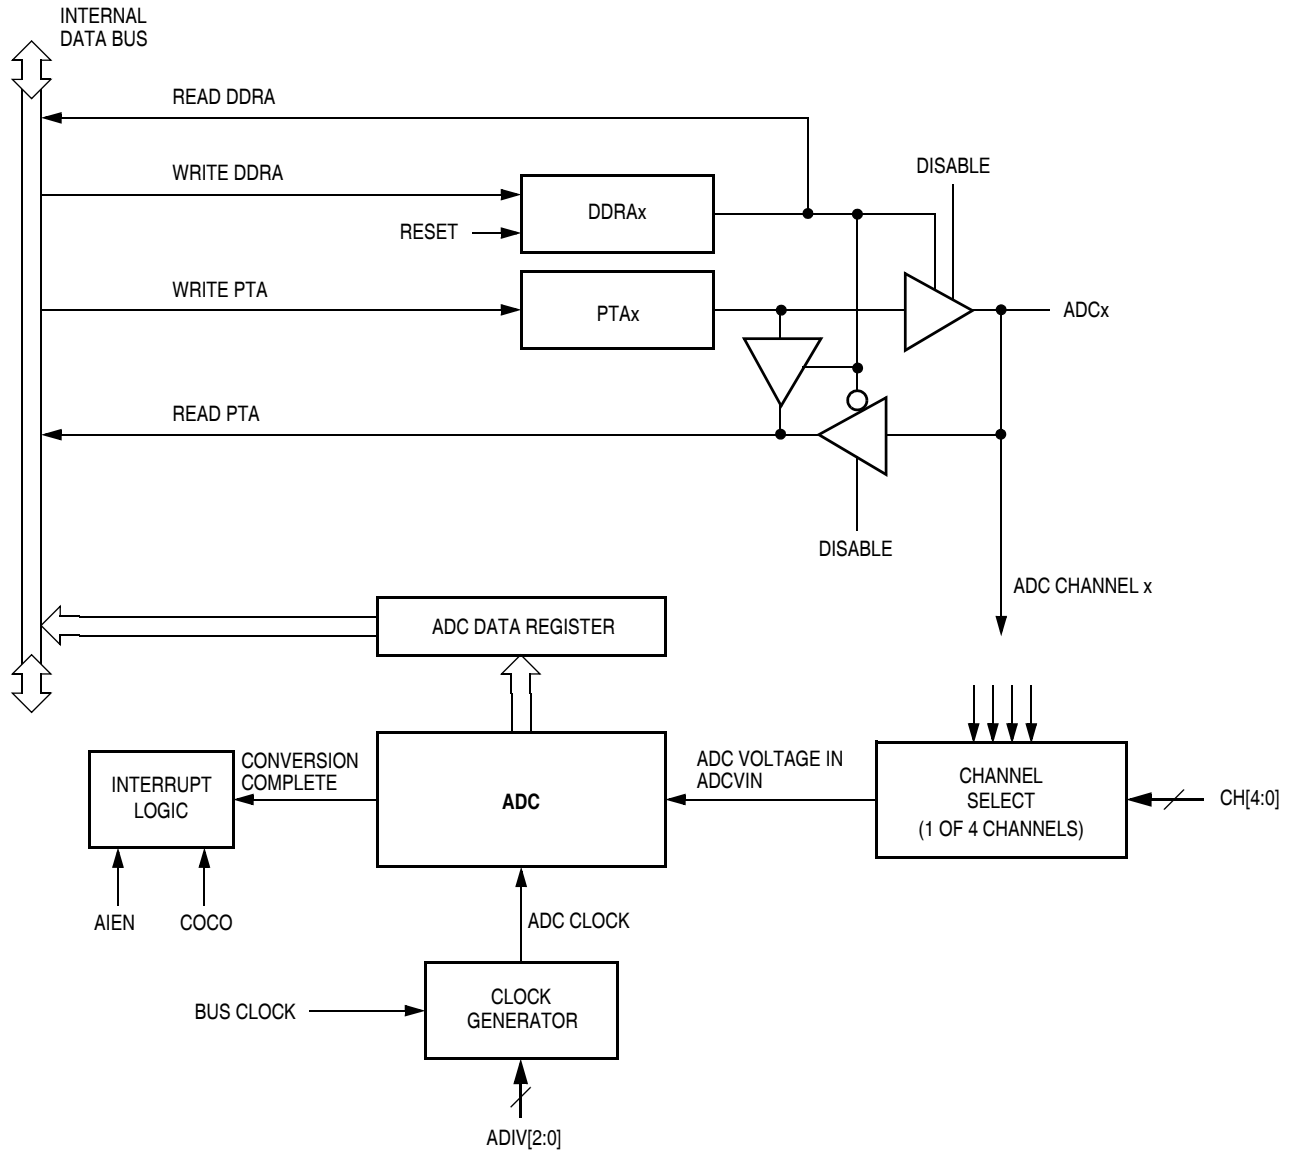 INTERNAL
DATA BUS
READ DDRA
WRITE DDRA
DISABLE
DDRAx
RESET
WRITE PTA
PTAx
ADCx
READ PTA
DISABLE
ADC CHANNEL x
ADC DATA REGISTER
INTERRUPT
LOGIC
CONVERSION
COMPLETE
ADC
ADC VOLTAGE IN
ADCVIN
CHANNEL
SELECT
(1 OF 4 CHANNELS)
CH[4:0]
AIEN
COCO
ADC CLOCK
BUS CLOCK
CLOCK
GENERATOR
ADIV[2:0]